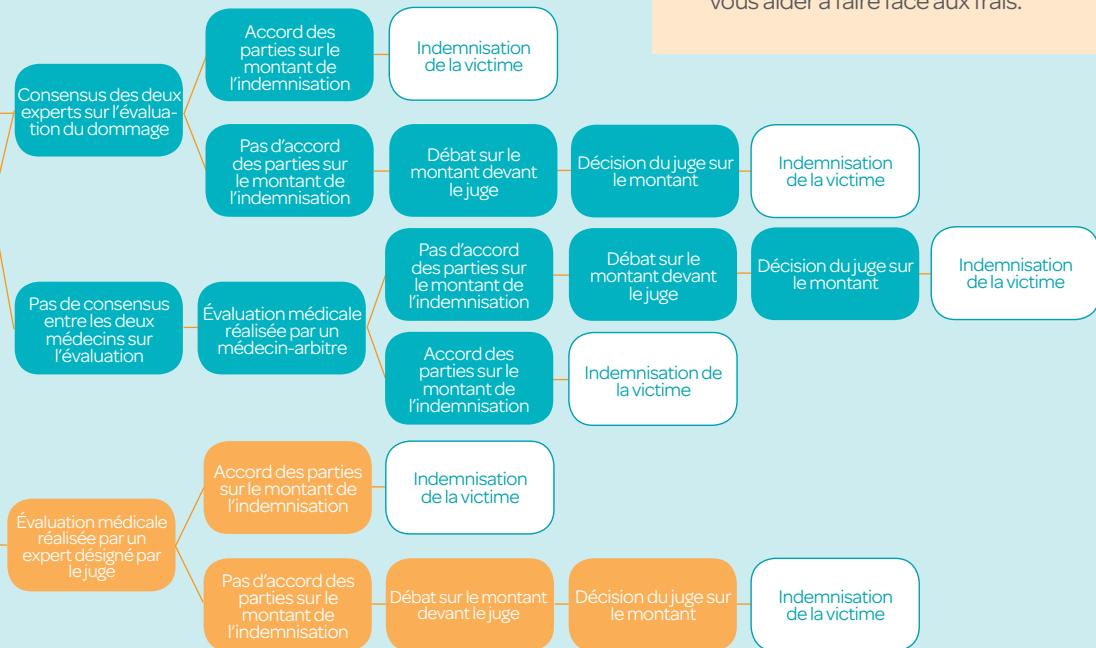 vous aider à faire face aux frais.
Accord des
parties sur le
montant de
l'indemnisation
Indemnisation
de la victime
Consensus des deux
experts sur l'évalua-
tion du dommage
Pas d'accord
des parties sur
le montant de
l'indemnisation
Débat sur le
montant devant
le juge
Décision du juge sur
le montant
Indemnisation
de la victime
Pas de consensus
entre les deux
médecins sur
l'évaluation
Évaluation médicale
réalisée par un
médecin-arbitre
Pas d'accord
des parties sur
le montant de
l'indemnisation
Débat sur le
montant devant
le juge
Décision du juge sur
le montant
Indemnisation
de la victime
Accord des
parties sur le
montant de
l'indemnisation
Indemnisation de
la victime
Évaluation médicale
réalisée par un
expert désigné par
le juge
Accord des parties
sur le montant de
l'indemnisation
Indemnisation
de la victime
Pas d'accord des
parties sur le
montant de
l'indemnisation
Débat sur le montant
devant le juge
Décision du juge sur
le montant
Indemnisation
de la victime